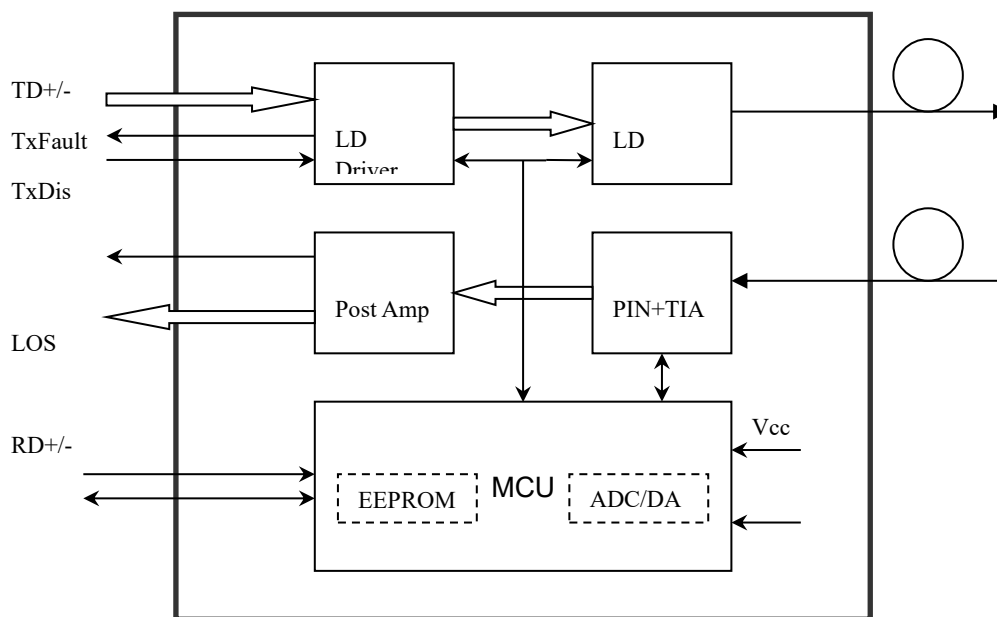 TD+/-
TxFault
TxDis
LOS
RD+/-
LD
Driver
LD
Post Amp
PIN+TIA
Vcc
EEPROM
MCU
ADC/DA